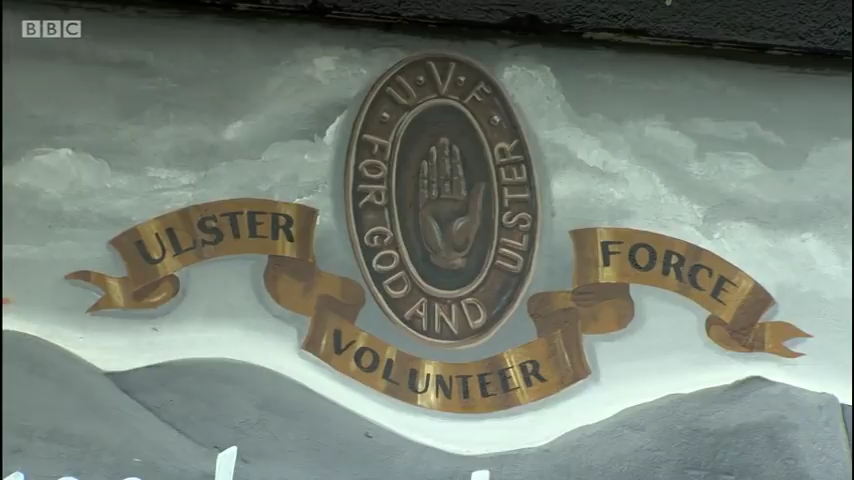 BBC
U.V.F
FOR GOD AND ULSTER
ULSTER
VOLUNTEER
FORCE